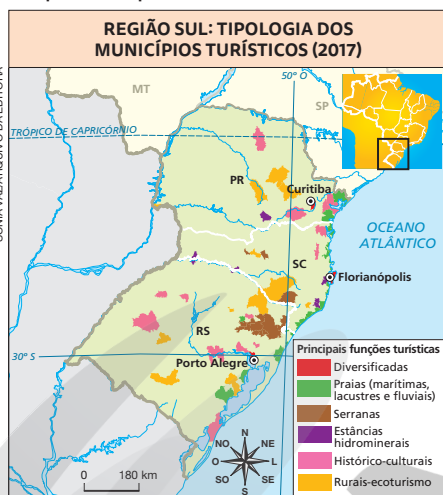 REGIÃO SUL: TIPOLOGIA DOS
MUNICÍPIOS TURÍSTICOS (2017)
50° O
MT
SP
TRÓPICO DE CAPRICÓRNIO
PR
Curitiba
OCEANO
ATLÂNTICO
SC
Florianópolis
RS
30° S
Porto Alegre
Principais funções turísticas
Diversificadas
Praias (marítimas,
lacustres e fluviais)
Serranas
Estâncias
hidrominerais
Histórico-culturais
Rurais-ecoturismo
N
NO
NE
O
L
SO
SE
S
0
180 km